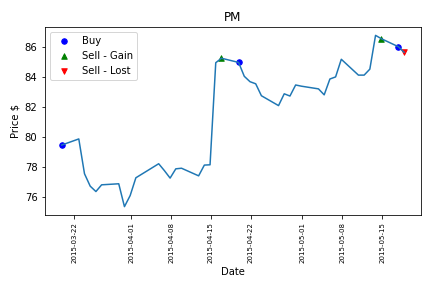 PM
Buy
Sell - Gain
Sell - Lost
Price $
86
84
82
80
78
76
2015-03-22
2015-04-01
2015-04-08
2015-04-15
2015-04-22
2015-05-01
2015-05-08
2015-05-15
Date